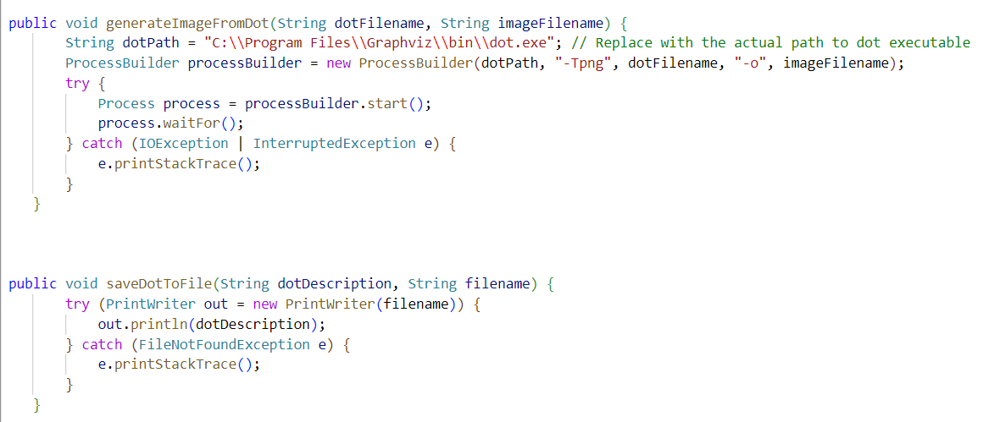 public void generateImageFromDot(String dotFilename, String imageFilename) {
String dotPath = "C:\\Program Files\\Graphviz\\bin\\dot.exe"; // Replace with the actual path to dot executable
ProcessBuilder processBuilder = new ProcessBuilder(dotPath, "-Tpng", dotFilename, "-o", imageFilename);
try {
Process process = processBuilder.start();
process.waitFor();
} catch (IOException | InterruptedException e) {
e.printStackTrace();
}
}
public void saveDotToFile(String dotDescription, String filename) {
try (PrintWriter out = new PrintWriter(filename)) {
out.println(dotDescription);
} catch (FileNotFoundException e) {
e.printStackTrace();
}
}